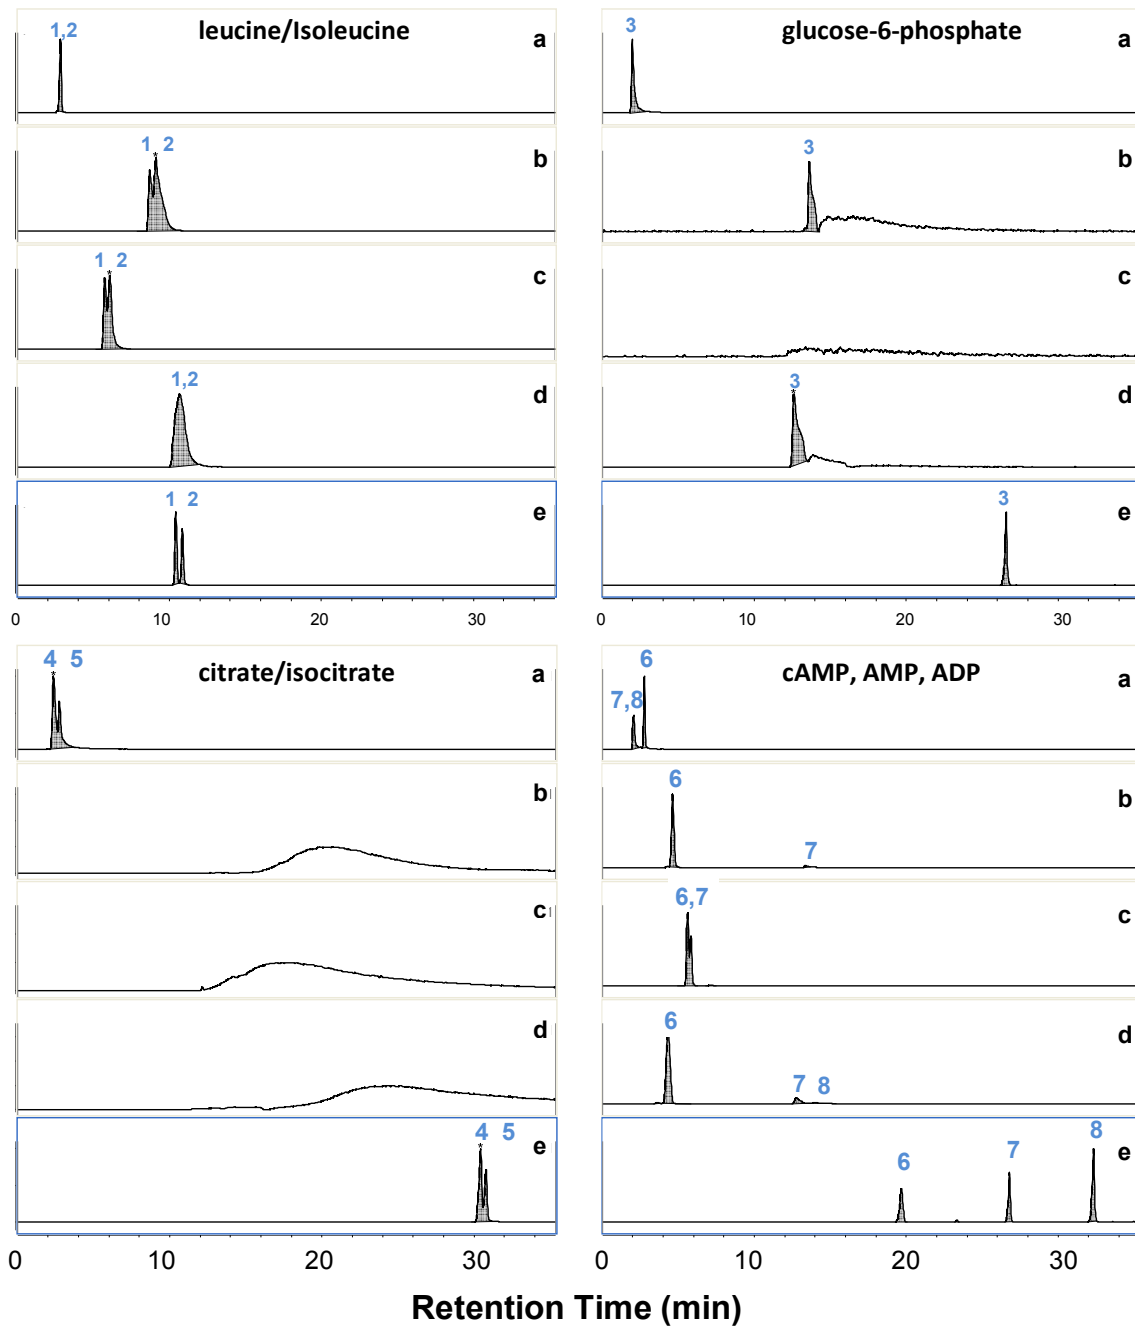 leucine/Isoleucine
1,2
a
1 2
b
1 2
c
1,2
d
1 2
e
0 10 20 30
glucose-6-phosphate
3
a
3
b
c
3
d
3
e
0 10 20 30
citrate/isocitrate
4 5
a
b
c
d
4 5
e
0 10 20 30
cAMP, AMP, ADP
6
7,8
a
6
7
b
6,7
c
6
7 8
d
6
7
8
e
0 10 20 30
Retention Time (min)